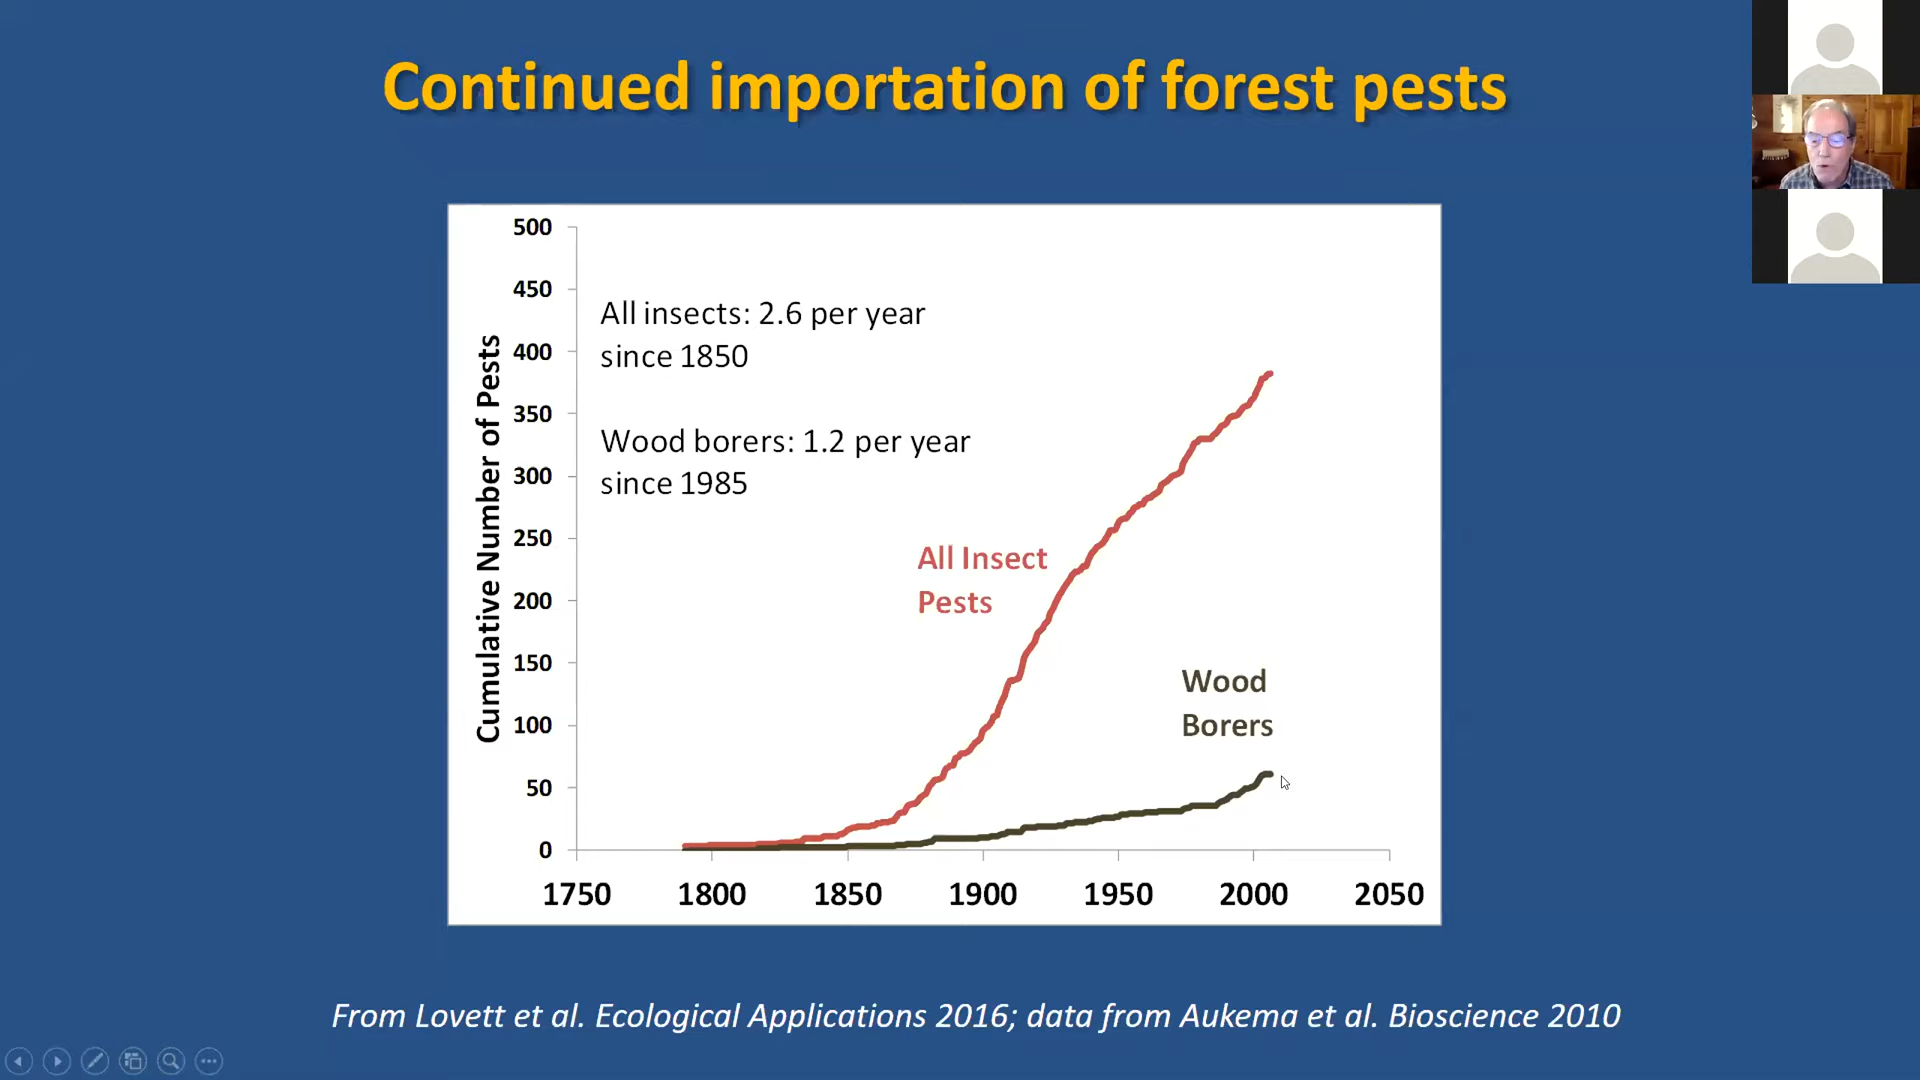 Continued importation of forest pests
500
450
400
350
300
250
200
150
100
50
0
Cumulative Number of Pests
All insects: 2.6 per year
since 1850
Wood borers: 1.2 per year
since 1985
All Insect
Pests
Wood
Borers
1750 1800 1850 1900 1950 2000 2050
From Lovett et al. Ecological Applications 2016; data from Aukema et al. Bioscience 2010